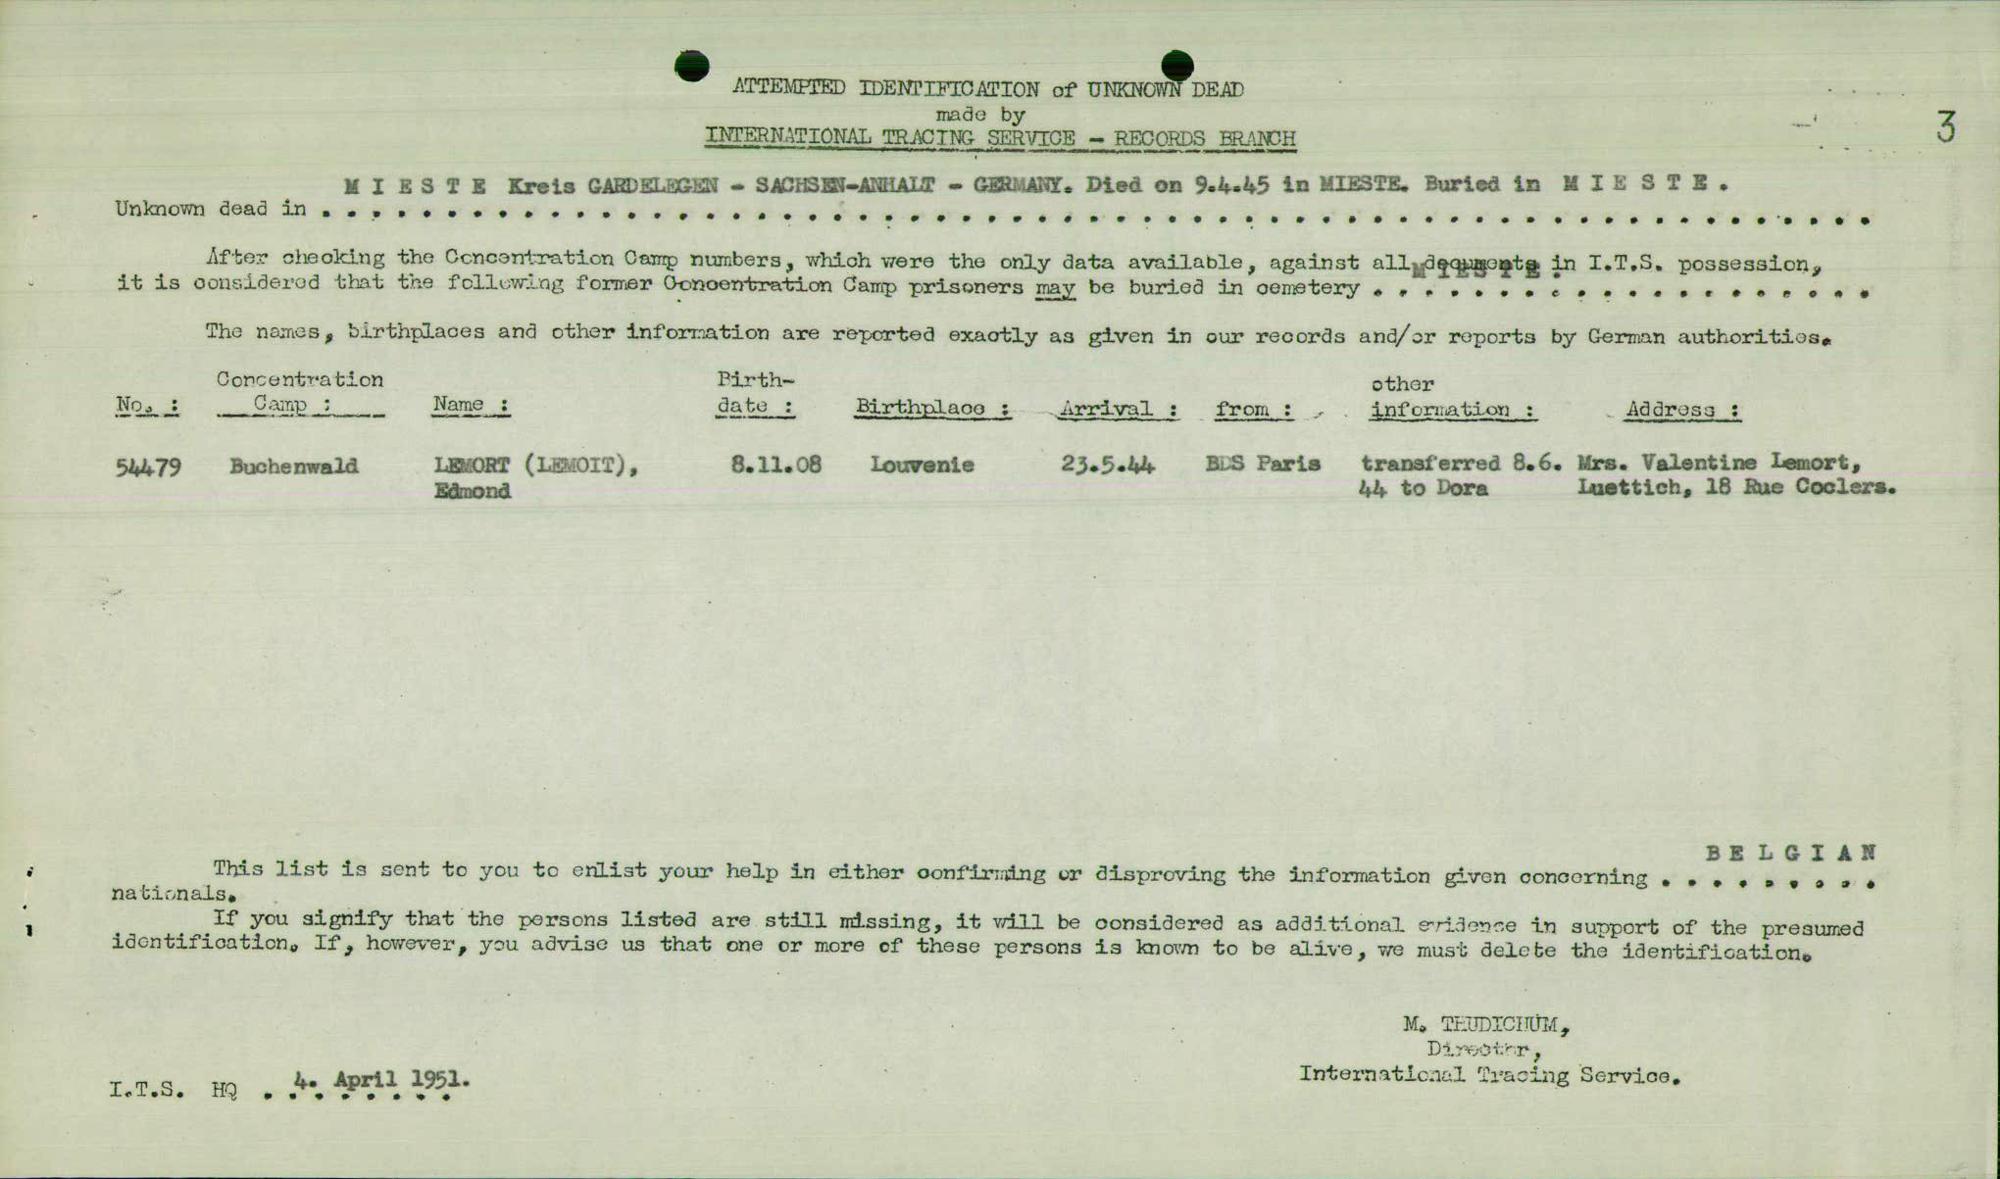 ATTEMPTED IDENTIFICATION of UNKNOWN DEAD
made by
INTERNATIONAL TRACING SERVICE - RECORDS BRANCH
3
M I E S T E Kreis GARDELEGEN - SACHSEN-ANHALT - GERMANY. Died on 9.4.45 in MIESTE. Buried in M I E S T E .
Unknown dead in . . . . . . . . . . . . . . . . . . . . . . . . . . . . . . . . . . . . . . . . . . . . . . . . . . . . . . . . . . . .
After checking the Concentration Camp numbers, which were the only data available, against all documents in I.T.S. possession,
it is considered that the following former Concentration Camp prisoners may be buried in cemetery . . . . . . . . . . . . . . . . . . . .
The names, birthplaces and other information are reported exactly as given in our records and/or reports by German authorities.
No. : Concentration Camp : Name : Birth-date : Birthplace : Arrival : from : other information : Address :
54479 Buchenwald LEMORT (LEMOIT), 8.11.08 Louvenie 23.5.44 BDS Paris transferred 8.6. Mrs. Valentine Lemort,
Edmond 44 to Dora Luettich, 18 Rue Coclers.
B E L G I A N
This list is sent to you to enlist your help in either confirming or disproving the information given concerning . . . . . . . . .
nationals.
If you signify that the persons listed are still missing, it will be considered as additional evidence in support of the presumed
identification. If, however, you advise us that one or more of these persons is known to be alive, we must delete the identification.
M. THUDICHUM,
Director,
International Tracing Service.
I.T.S. HQ . 4. April 1951.